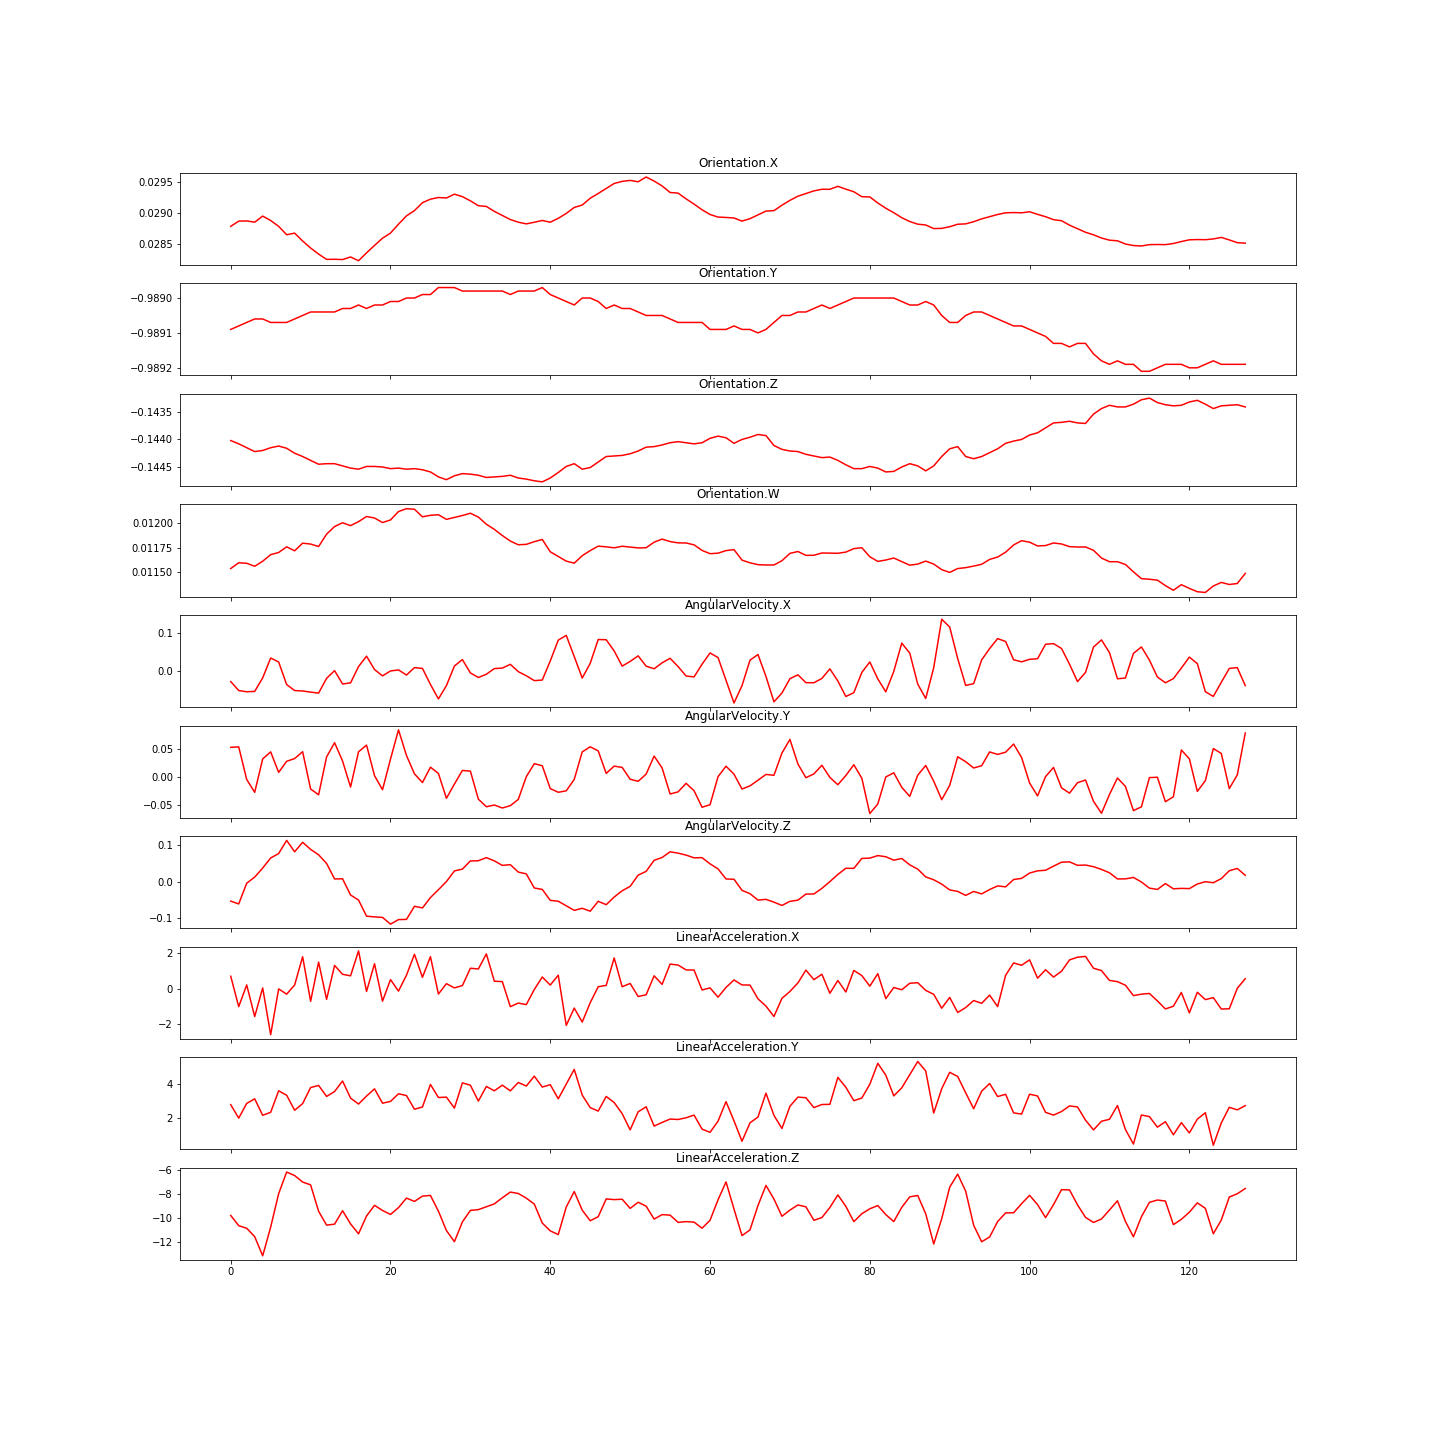 Orientation.X
0.0295
0.0290
0.0285
Orientation.Y
−0.9890
−0.9891
−0.9892
Orientation.Z
−0.1435
−0.1440
−0.1445
Orientation.W
0.01200
0.01175
0.01150
AngularVelocity.X
0.1
0.0
AngularVelocity.Y
0.05
0.00
−0.05
AngularVelocity.Z
0.1
0.0
−0.1
LinearAcceleration.X
2
0
−2
LinearAcceleration.Y
4
2
LinearAcceleration.Z
−6
−8
−10
−12
0 20 40 60 80 100 120